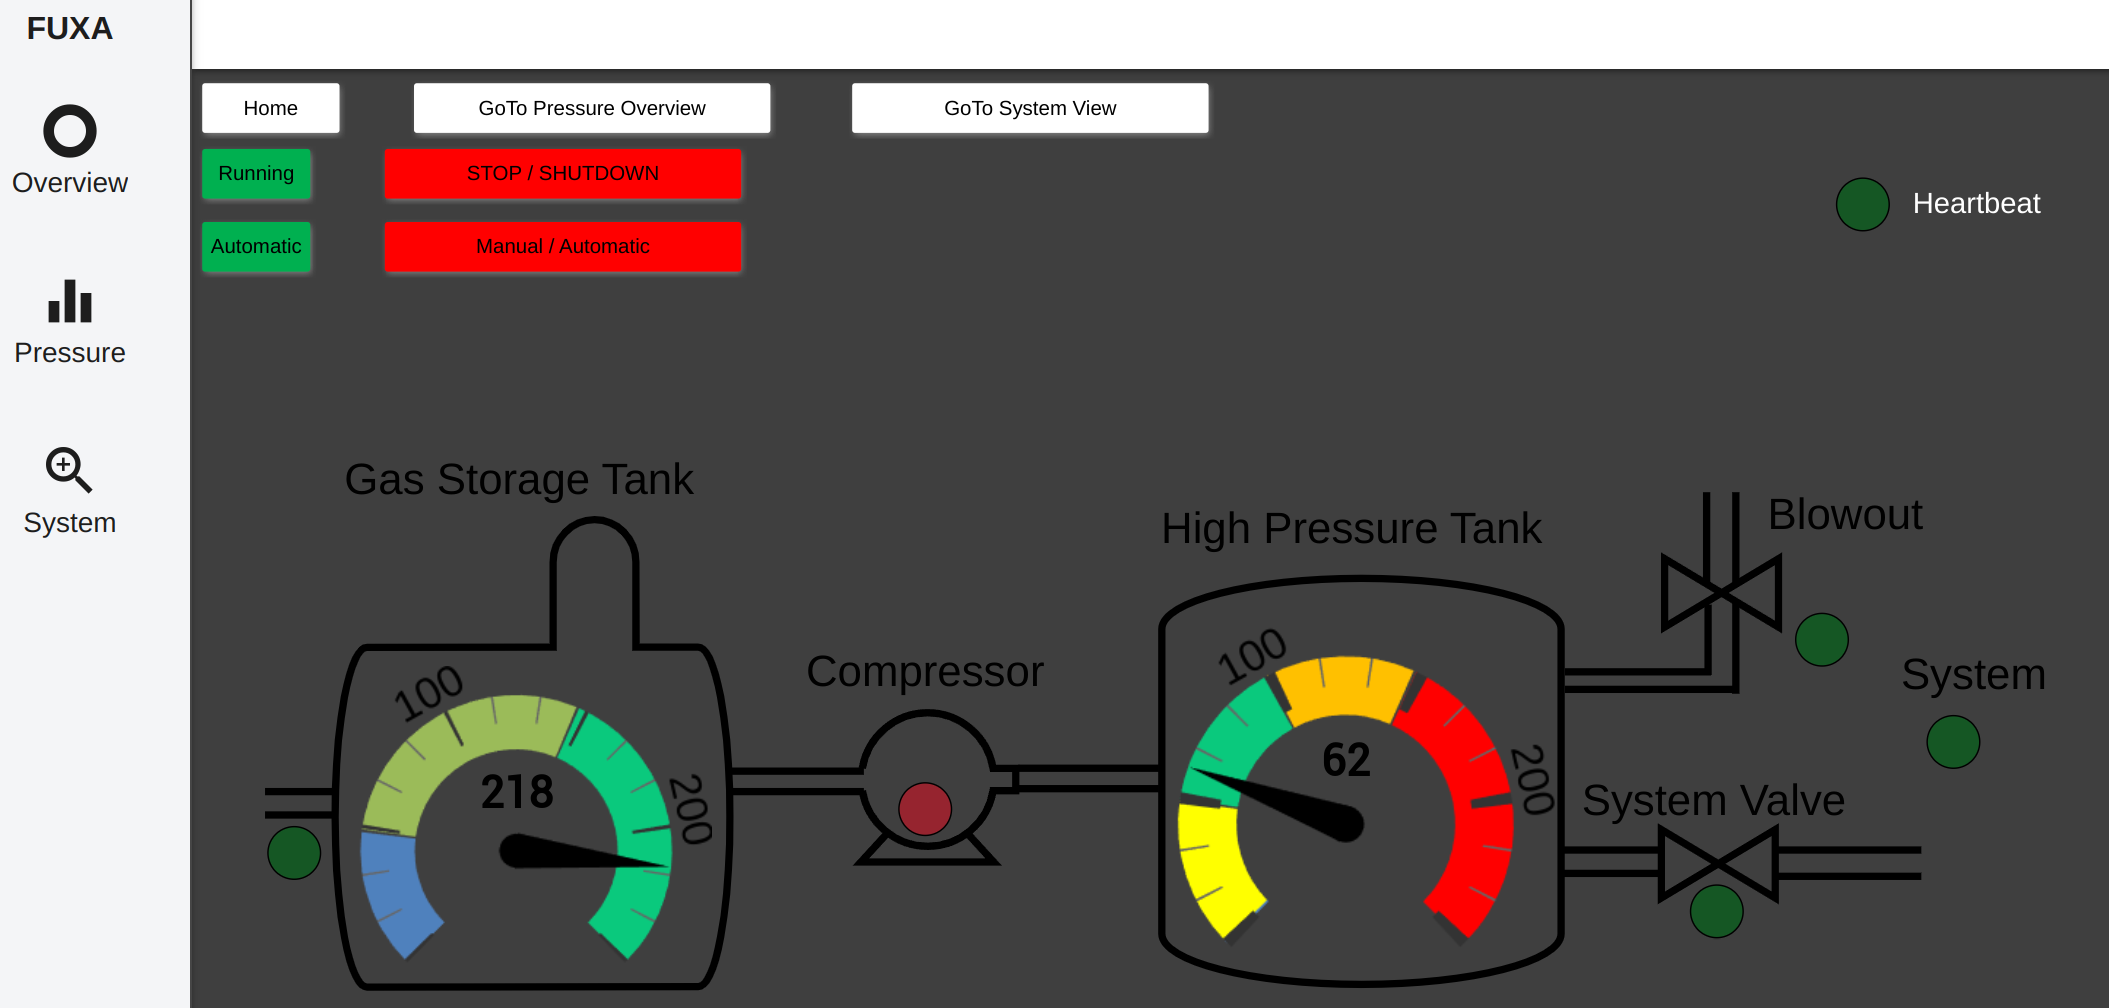 FUXA
Overview
Pressure
System
Home
GoTo Pressure Overview
GoTo System View
Running
STOP / SHUTDOWN
Automatic
Manual / Automatic
Heartbeat
Gas Storage Tank
100
200
218
Compressor
High Pressure Tank
100
200
62
Blowout
System
System Valve